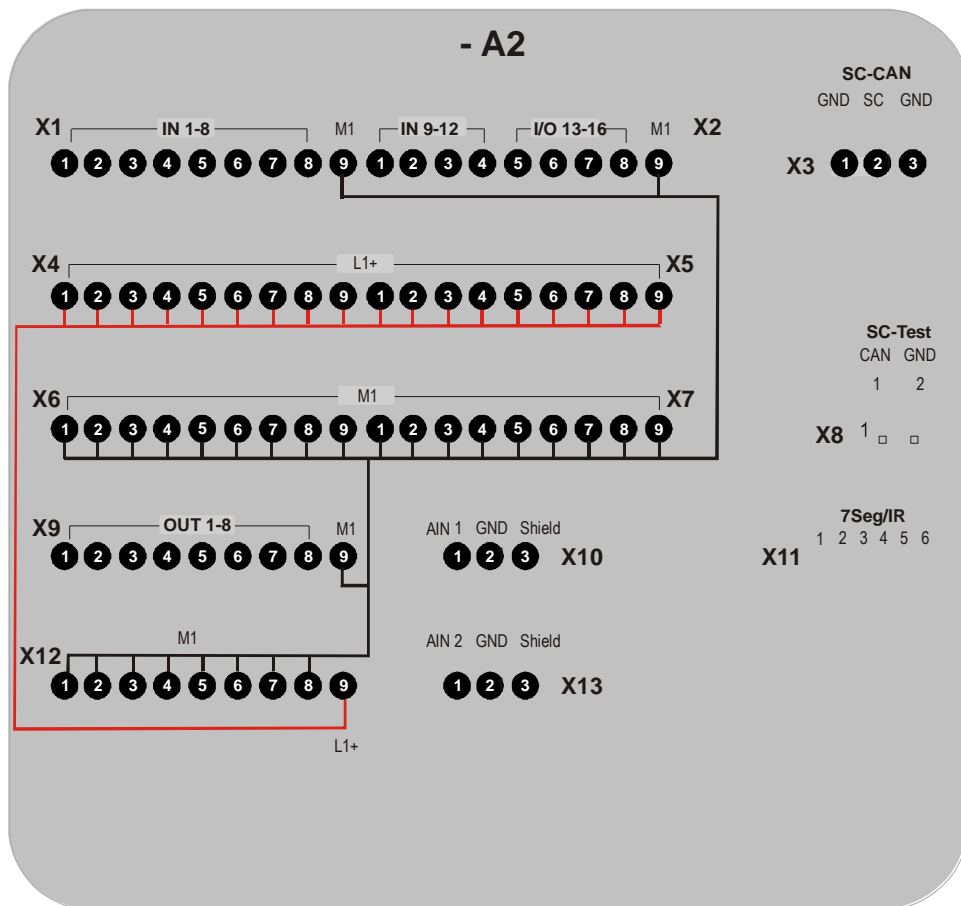 - A2
SC-CAN
GND SC GND
X1 IN 1-8 M1 IN 9-12 I/O 13-16 M1 X2
1 2 3 4 5 6 7 8 9 1 2 3 4 5 6 7 8 9
X3 1 2 3
X4 L1+ X5
1 2 3 4 5 6 7 8 9 1 2 3 4 5 6 7 8 9
SC-Test
CAN GND
1 2
X6 M1 X7
1 2 3 4 5 6 7 8 9 1 2 3 4 5 6 7 8 9
X8 1
X9 OUT 1-8 M1
1 2 3 4 5 6 7 8 9
AIN 1 GND Shield
1 2 3 X10
7Seg/IR
X11 1 2 3 4 5 6
X12 M1
1 2 3 4 5 6 7 8 9
L1+
AIN 2 GND Shield
1 2 3 X13